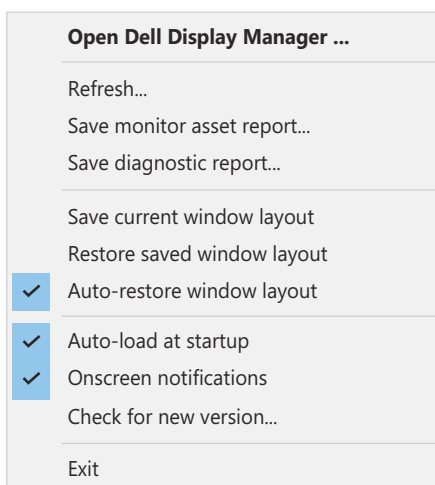 Open Dell Display Manager ...
Refresh...
Save monitor asset report...
Save diagnostic report...
Save current window layout
Restore saved window layout
Auto-restore window layout
Auto-load at startup
Onscreen notifications
Check for new version...
Exit